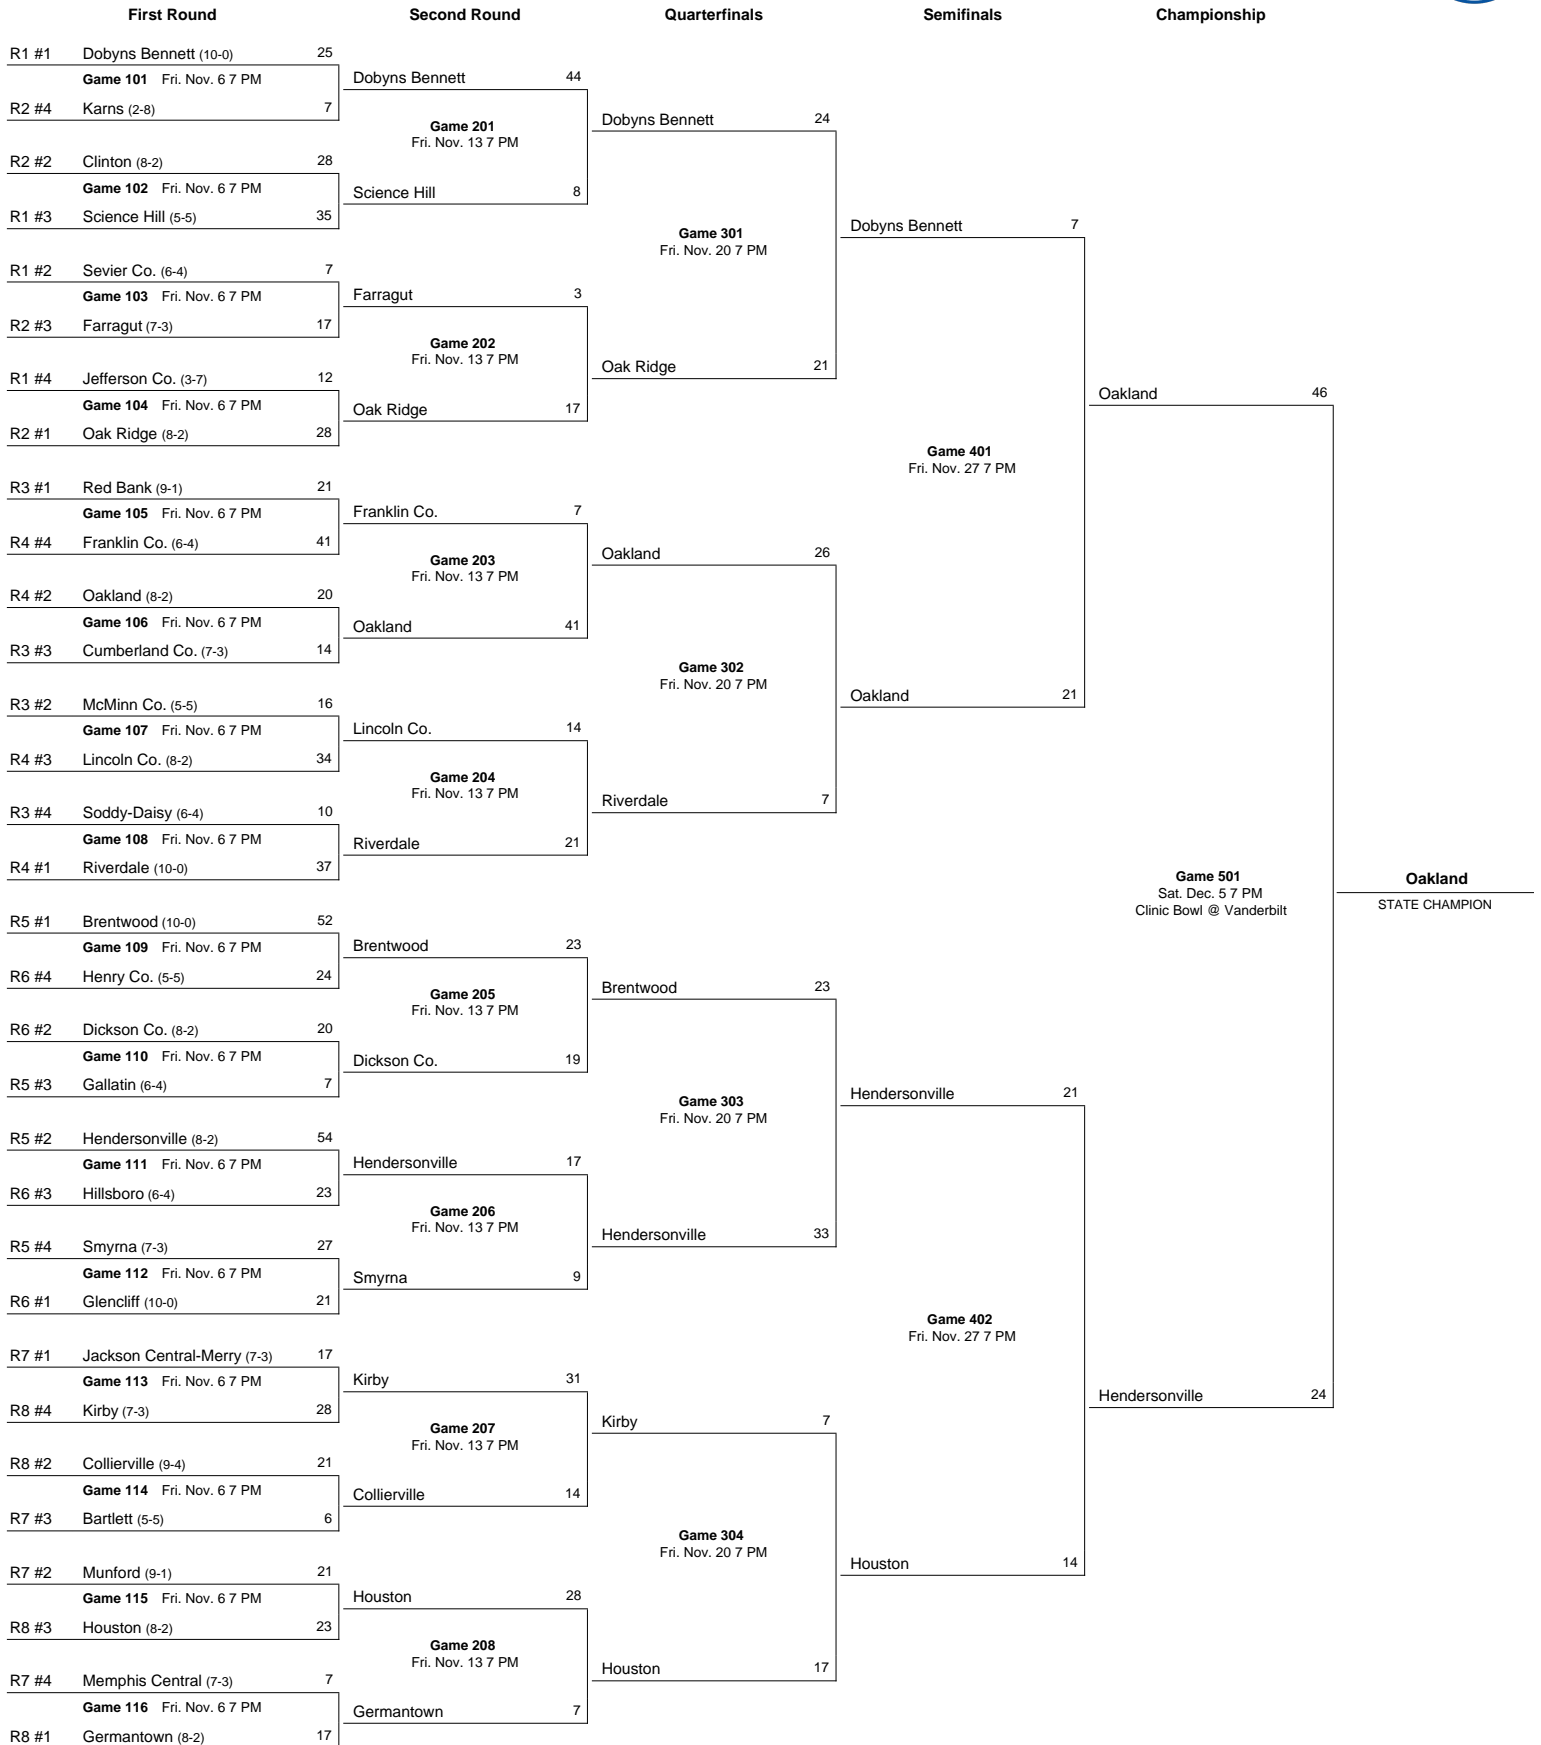 First Round Second Round Quarterfinals Semifinals Championship
R1 #1 Dobyns Bennett (10-0) 25
Game 101 Fri. Nov. 6 7 PM
R2 #4 Karns (2-8) 7
R2 #2 Clinton (8-2) 28
Game 102 Fri. Nov. 6 7 PM
R1 #3 Science Hill (5-5) 35
R1 #2 Sevier Co. (6-4) 7
Game 103 Fri. Nov. 6 7 PM
R2 #3 Farragut (7-3) 17
R1 #4 Jefferson Co. (3-7) 12
Game 104 Fri. Nov. 6 7 PM
R2 #1 Oak Ridge (8-2) 28
R3 #1 Red Bank (9-1) 21
Game 105 Fri. Nov. 6 7 PM
R4 #4 Franklin Co. (6-4) 41
R4 #2 Oakland (8-2) 20
Game 106 Fri. Nov. 6 7 PM
R3 #3 Cumberland Co. (7-3) 14
R3 #2 McMinn Co. (5-5) 16
Game 107 Fri. Nov. 6 7 PM
R4 #3 Lincoln Co. (8-2) 34
R3 #4 Soddy-Daisy (6-4) 10
Game 108 Fri. Nov. 6 7 PM
R4 #1 Riverdale (10-0) 37
R5 #1 Brentwood (10-0) 52
Game 109 Fri. Nov. 6 7 PM
R6 #4 Henry Co. (5-5) 24
R6 #2 Dickson Co. (8-2) 20
Game 110 Fri. Nov. 6 7 PM
R5 #3 Gallatin (6-4) 7
R5 #2 Hendersonville (8-2) 54
Game 111 Fri. Nov. 6 7 PM
R6 #3 Hillsboro (6-4) 23
R5 #4 Smyrna (7-3) 27
Game 112 Fri. Nov. 6 7 PM
R6 #1 Glencliff (10-0) 21
R7 #1 Jackson Central-Merry (7-3) 17
Game 113 Fri. Nov. 6 7 PM
R8 #4 Kirby (7-3) 28
R8 #2 Collierville (9-4) 21
Game 114 Fri. Nov. 6 7 PM
R7 #3 Bartlett (5-5) 6
R7 #2 Munford (9-1) 21
Game 115 Fri. Nov. 6 7 PM
R8 #3 Houston (8-2) 23
R7 #4 Memphis Central (7-3) 7
Game 116 Fri. Nov. 6 7 PM
R8 #1 Germantown (8-2) 17
Dobyns Bennett 44
Game 201
Fri. Nov. 13 7 PM
Science Hill 8
Farragut 3
Game 202
Fri. Nov. 13 7 PM
Oak Ridge 17
Franklin Co. 7
Game 203
Fri. Nov. 13 7 PM
Oakland 41
Lincoln Co. 14
Game 204
Fri. Nov. 13 7 PM
Riverdale 21
Brentwood 23
Game 205
Fri. Nov. 13 7 PM
Dickson Co. 19
Hendersonville 17
Game 206
Fri. Nov. 13 7 PM
Smyrna 9
Kirby 31
Game 207
Fri. Nov. 13 7 PM
Collierville 14
Houston 28
Game 208
Fri. Nov. 13 7 PM
Germantown 7
Dobyns Bennett 24
Game 301
Fri. Nov. 20 7 PM
Oak Ridge 21
Oakland 26
Game 302
Fri. Nov. 20 7 PM
Riverdale 7
Brentwood 23
Game 303
Fri. Nov. 20 7 PM
Hendersonville 33
Kirby 7
Game 304
Fri. Nov. 20 7 PM
Houston 17
Dobyns Bennett 7
Game 401
Fri. Nov. 27 7 PM
Oakland 21
Hendersonville 21
Game 402
Fri. Nov. 27 7 PM
Houston 14
Oakland 46
Game 501
Sat. Dec. 5 7 PM
Clinic Bowl @ Vanderbilt
Hendersonville 24
Oakland
STATE CHAMPION